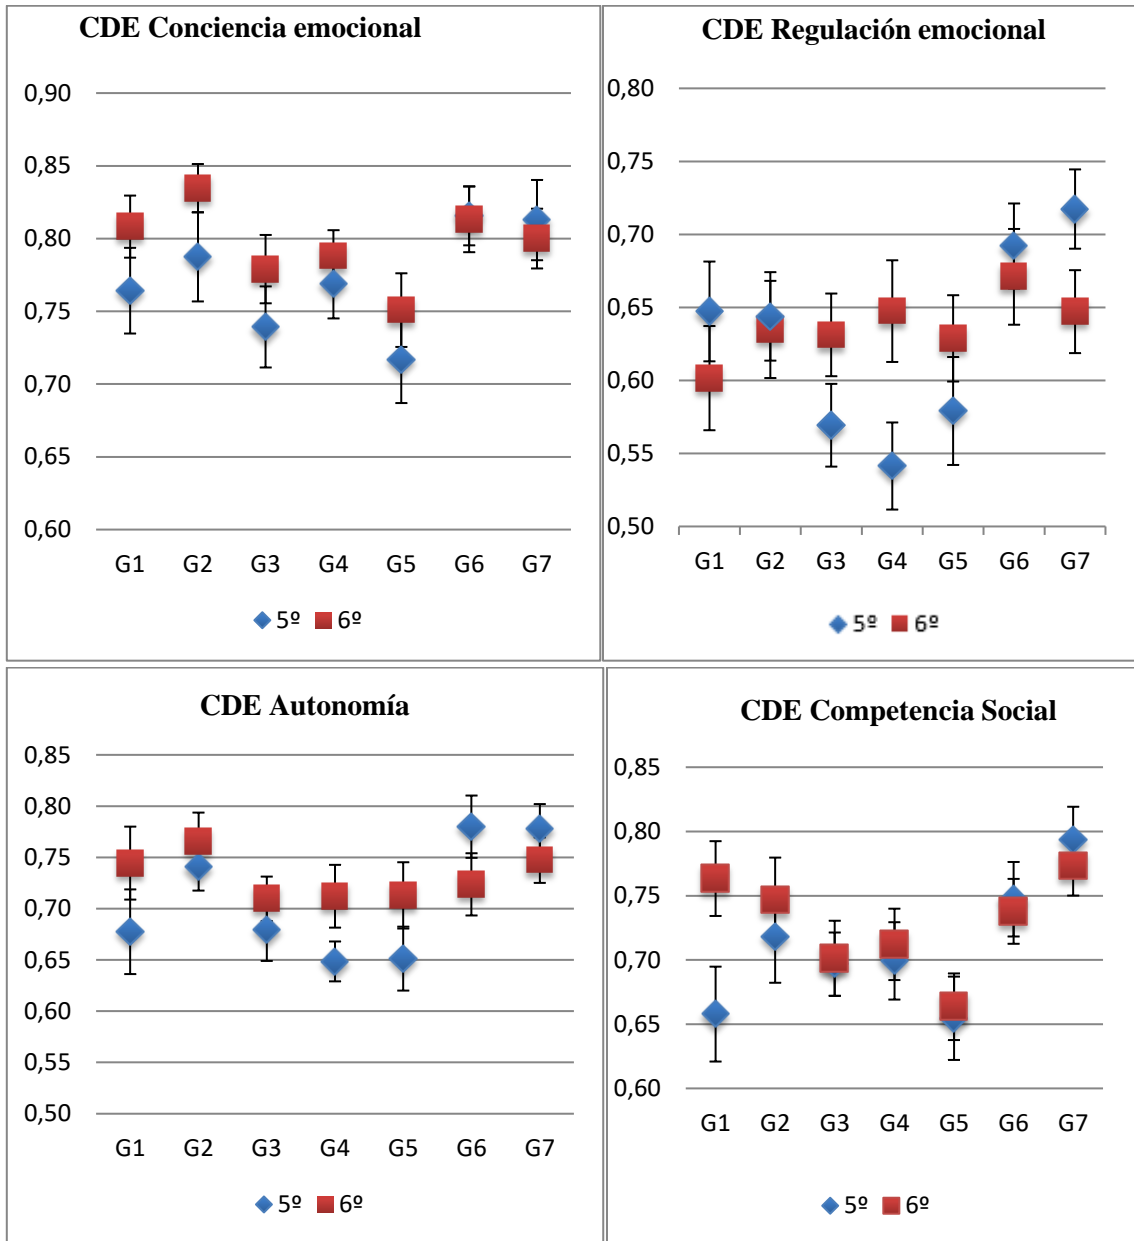 CDE Conciencia emocional
0,90
0,85
0,80
0,75
0,70
0,65
0,60
G1 G2 G3 G4 G5 G6 G7
5º 6º
CDE Regulación emocional
0,80
0,75
0,70
0,65
0,60
0,55
0,50
G1 G2 G3 G4 G5 G6 G7
5º 6º
CDE Autonomía
0,85
0,80
0,75
0,70
0,65
0,60
0,55
0,50
G1 G2 G3 G4 G5 G6 G7
5º 6º
CDE Competencia Social
0,85
0,80
0,75
0,70
0,65
0,60
G1 G2 G3 G4 G5 G6 G7
5º 6º